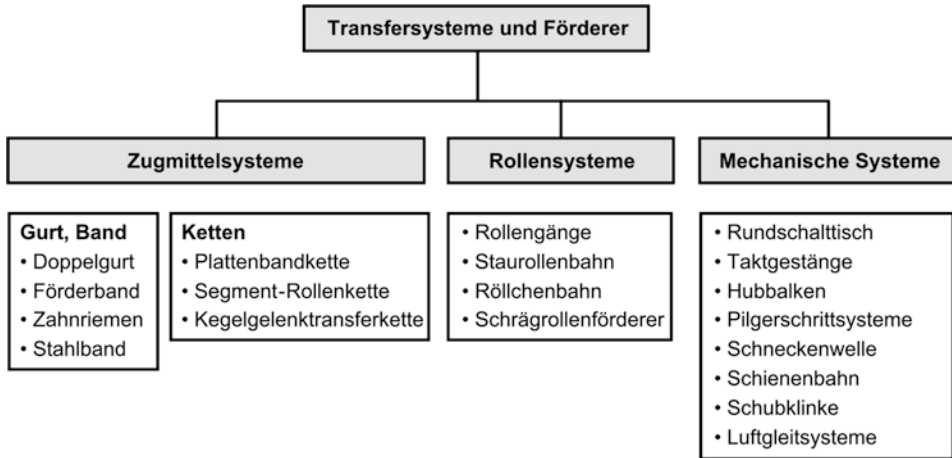 Transfersysteme und Förderer
Zugmittelsysteme
Rollensysteme
Mechanische Systeme
Gurt, Band
• Doppelgurt
• Förderband
• Zahnriemen
• Stahlband
Ketten
• Plattenbandkette
• Segment-Rollenkette
• Kegelgelenktransferkette
• Rollengänge
• Staurollenbahn
• Röllchenbahn
• Schrägrollenförderer
• Rundschalttisch
• Taktgestänge
• Hubbalken
• Pilgerschrittsysteme
• Schneckenwelle
• Schienenbahn
• Schubklinke
• Luftgleitsysteme